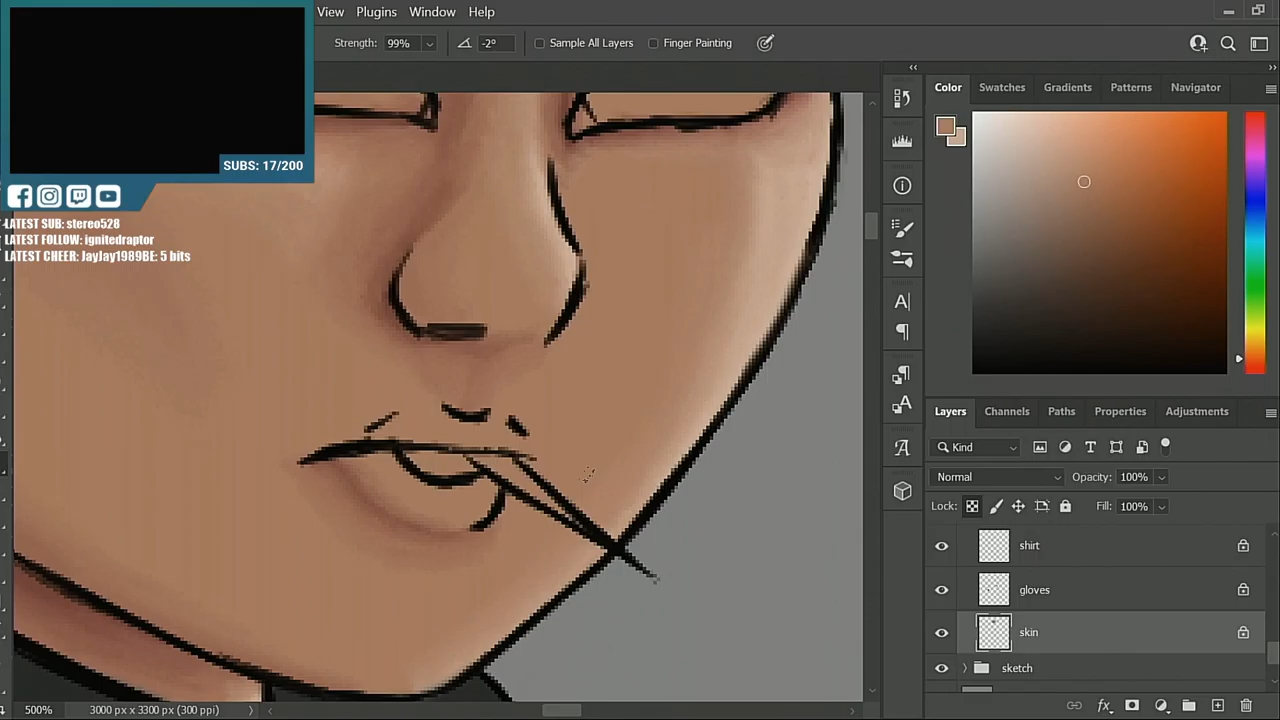 View Plugins Window Help
Strength: 99% -2° Sample All Layers Finger Painting
SUBS: 17/200
LATEST SUB: stereo528
LATEST FOLLOW: ignitedraptor
LATEST CHEER: JayJay1989BE: 5 bits
Color Swatches Gradients Patterns Navigator
Layers Channels Paths Properties Adjustments
Kind
Normal Opacity: 100%
Lock: Fill: 100%
shirt
gloves
skin
sketch
500% 3000 px x 3300 px (300 ppi)